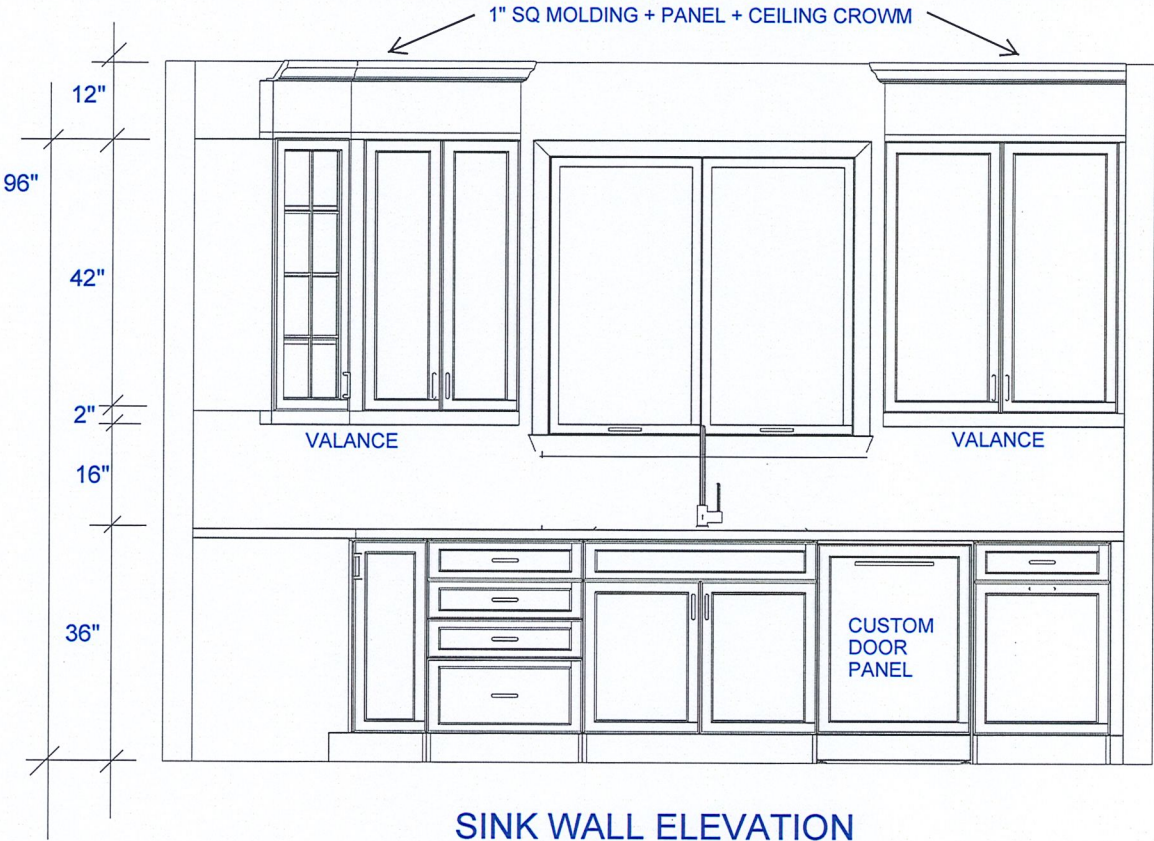 1" SQ MOLDING + PANEL + CEILING CROWM
12"
96"
42"
2"
VALANCE
VALANCE
16"
36"
CUSTOM
DOOR
PANEL
SINK WALL ELEVATION